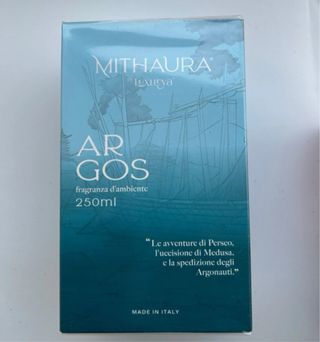 MITHAURA®
Luxurya
AR
GOS
fragranza d'ambiente
250ml
“Le avventure di Perseo,
l'uccisione di Medusa,
e la spedizione degli
Argonauti.”
MADE IN ITALY